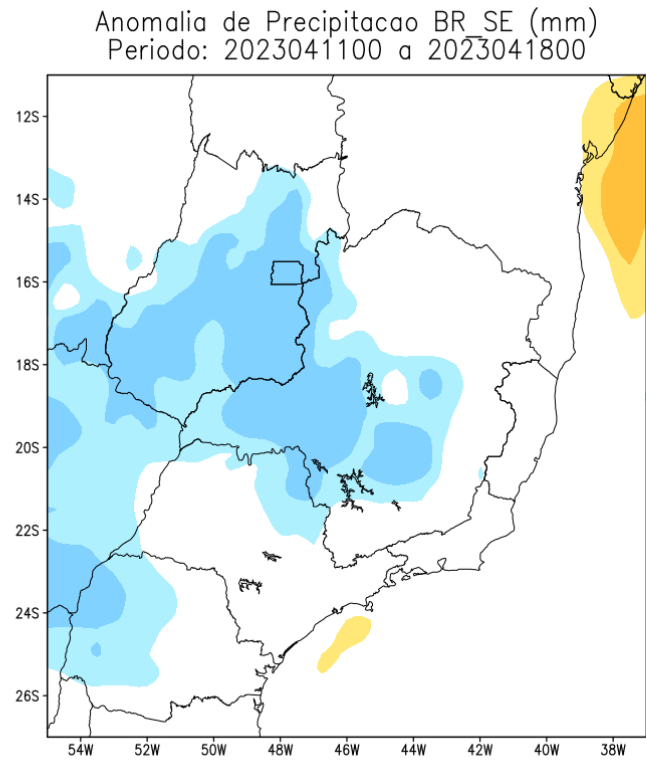 Anomalia de Precipitacao BR_SE (mm)
Periodo: 2023041100 a 2023041800
12S
14S
16S
18S
20S
22S
24S
26S
54W 52W 50W 48W 46W 44W 42W 40W 38W